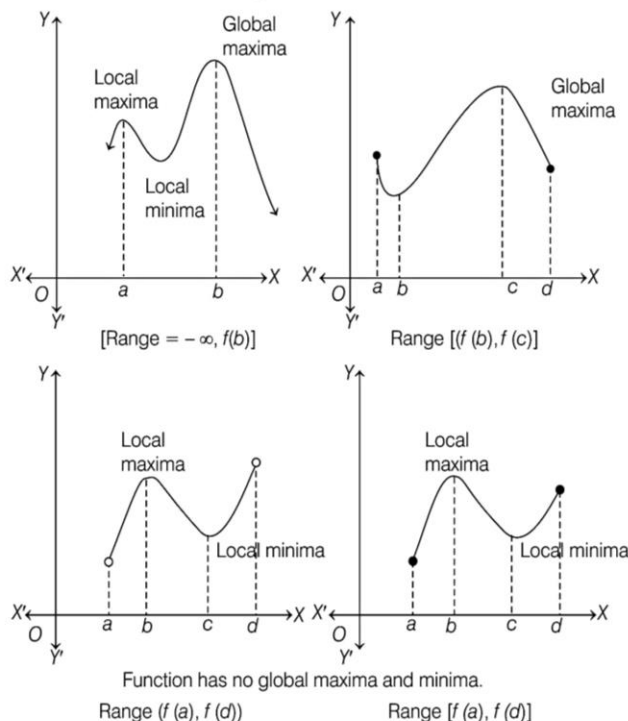 Y
Global
maxima
Local
maxima
Local
minima
X′
O
a
b
X
Y′
[Range = – ∞, f(b)]
Y
Global
maxima
X′
O
a
b
c
d
X
Y′
Range [(f (b), f (c)]
Y
Local
maxima
Local minima
X′
O
a
b
c
d
X
Y′
Y
Local
maxima
Local minima
X′
O
a
b
c
d
X
Y′
Function has no global maxima and minima.
Range (f (a), f (d))
Range [f (a), f (d)]